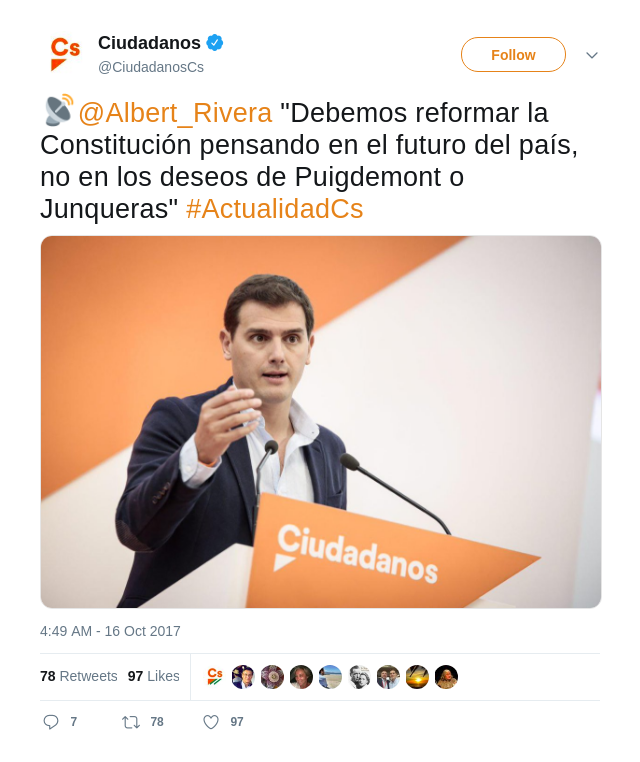 Cs
Ciudadanos
@CiudadanosCs
Follow
@Albert_Rivera "Debemos reformar la
Constitución pensando en el futuro del país,
no en los deseos de Puigdemont o
Junqueras" #ActualidadCs
Ciudadanos
4:49 AM - 16 Oct 2017
78 Retweets 97 Likes
Cs
7 78 97